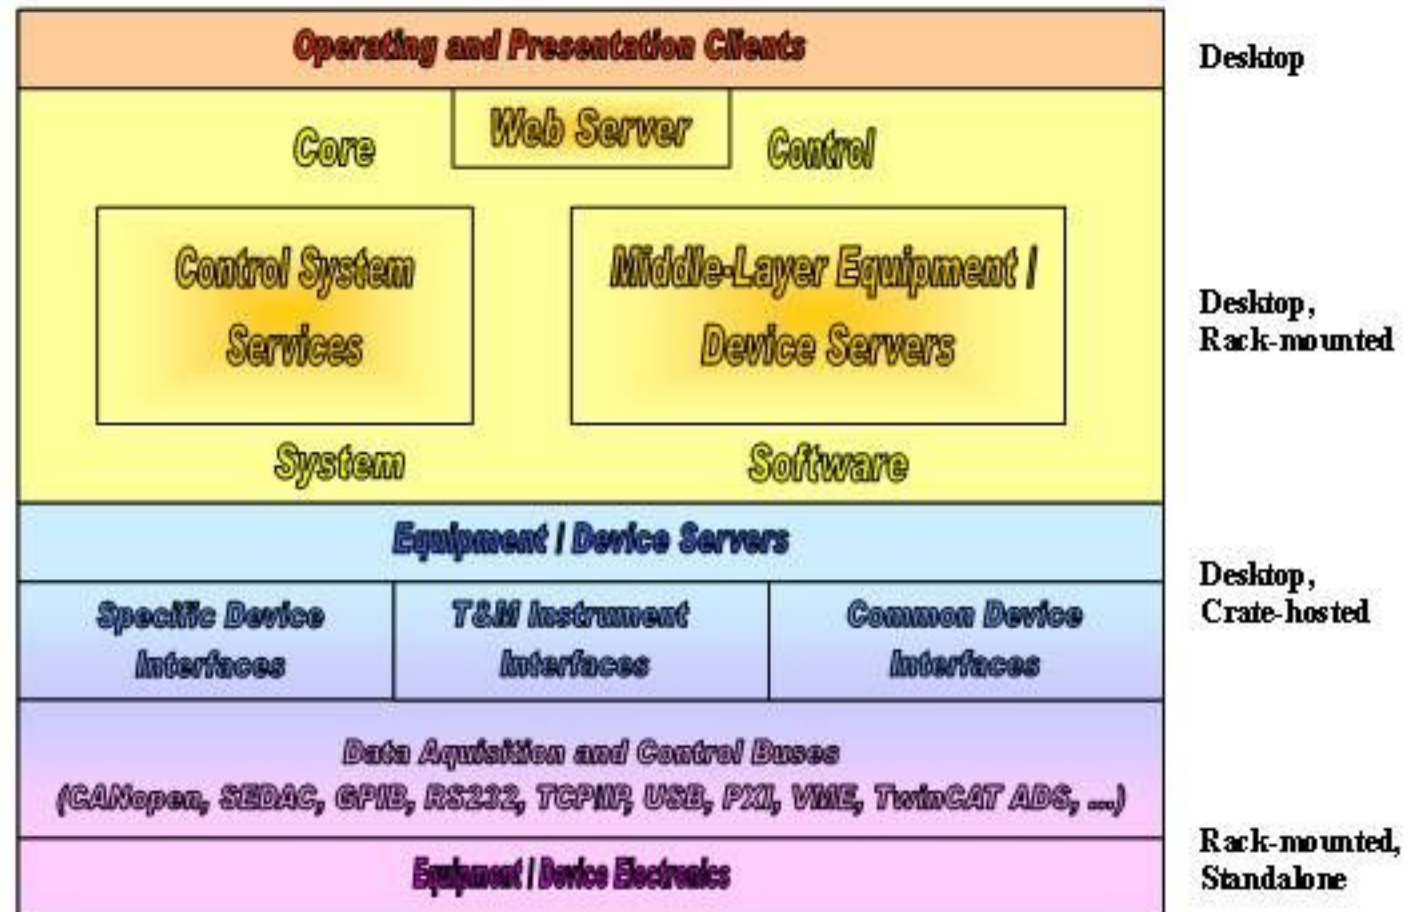 Operating and Presentation Clients
Desktop
Web Server
Core
Control
Control System
Services
Middle-Layer Equipment /
Device Servers
Desktop,
Rack-mounted
System
Software
Equipment / Device Servers
Desktop,
Crate-hosted
Specific Device
Interfaces
T&M Instrument
Interfaces
Common Device
Interfaces
Data Aquisition and Control Buses
(CANopen, SEDAC, GPIB, RS232, TCP/IP, USB, PXI, VME, TwinCAT ADS, ...)
Rack-mounted,
Standalone
Equipment / Device Electronics